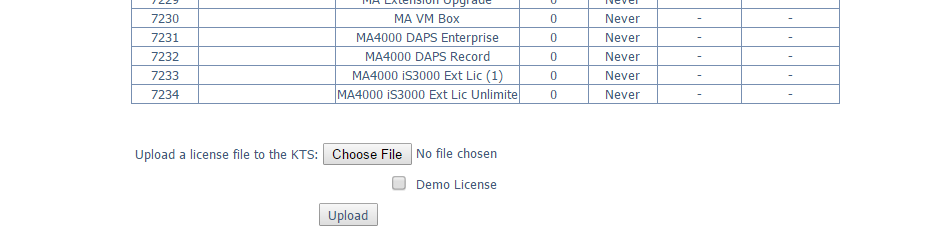 7229 MA Extension Upgrade 0 Never - -
7230 MA VM Box 0 Never - -
7231 MA4000 DAPS Enterprise 0 Never - -
7232 MA4000 DAPS Record 0 Never - -
7233 MA4000 iS3000 Ext Lic (1) 0 Never - -
7234 MA4000 iS3000 Ext Lic Unlimite 0 Never - -
Upload a license file to the KTS: Choose File No file chosen
Demo License
Upload